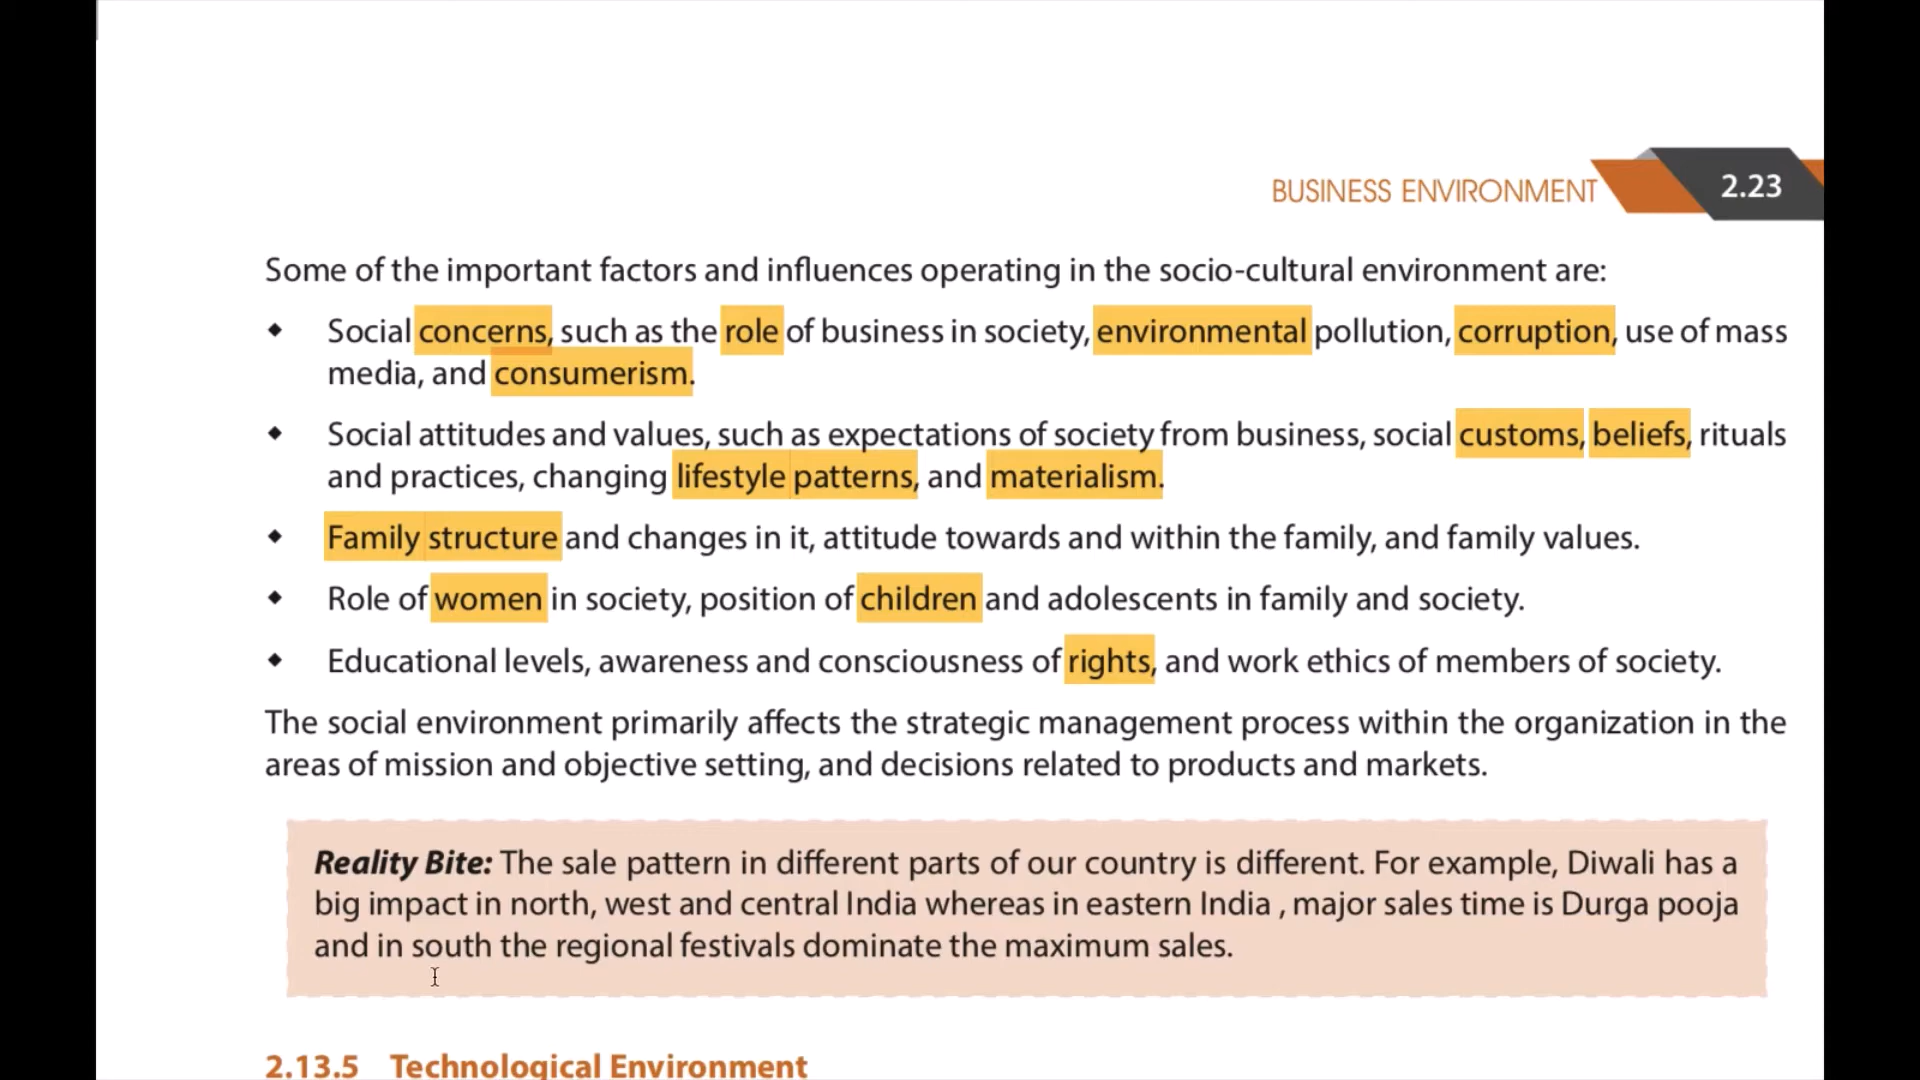 BUSINESS ENVIRONMENT 2.23
Some of the important factors and influences operating in the socio-cultural environment are:
◆ Social concerns, such as the role of business in society, environmental pollution, corruption, use of mass
media, and consumerism.
◆ Social attitudes and values, such as expectations of society from business, social customs, beliefs, rituals
and practices, changing lifestyle patterns, and materialism.
◆ Family structure and changes in it, attitude towards and within the family, and family values.
◆ Role of women in society, position of children and adolescents in family and society.
◆ Educational levels, awareness and consciousness of rights, and work ethics of members of society.
The social environment primarily affects the strategic management process within the organization in the
areas of mission and objective setting, and decisions related to products and markets.
Reality Bite: The sale pattern in different parts of our country is different. For example, Diwali has a
big impact in north, west and central India whereas in eastern India , major sales time is Durga pooja
and in south the regional festivals dominate the maximum sales.
2.13.5 Technological Environment